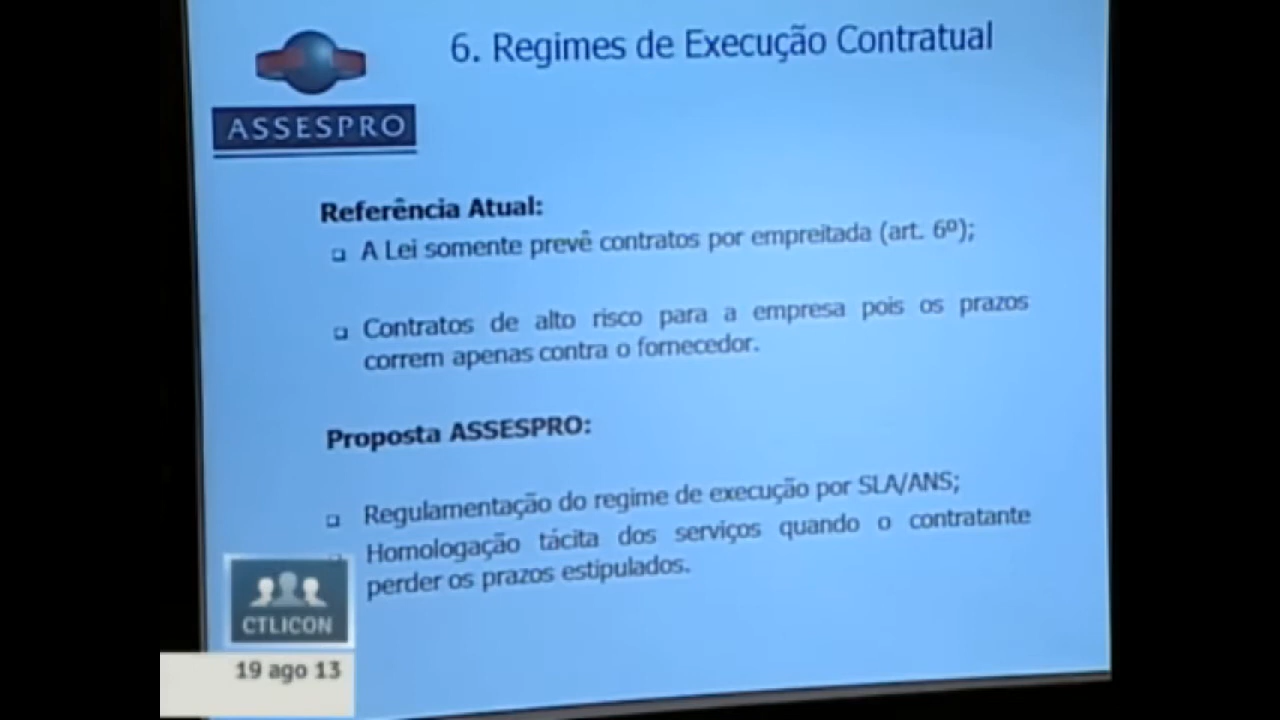 6. Regimes de Execução Contratual
ASSESPRO
Referência Atual:
A Lei somente prevê contratos por empreitada (art. 6º);
Contratos de alto risco para a empresa pois os prazos
correm apenas contra o fornecedor.
Proposta ASSESPRO:
Regulamentação do regime de execução por SLA/ANS;
Homologação tácita dos serviços quando o contratante
perder os prazos estipulados.
CTLICON
19 ago 13